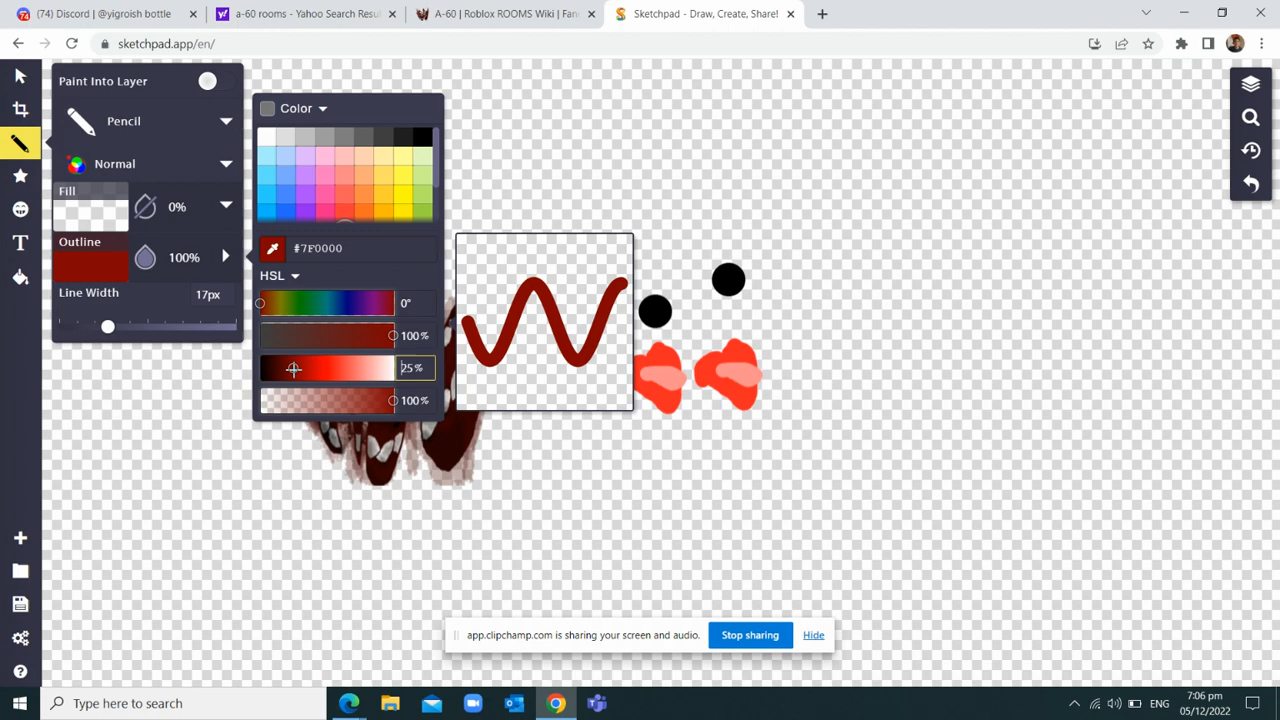 (74) Discord | @yigroish bottle
a-60 rooms - Yahoo Search Resul
A-60 | Roblox ROOMS Wiki | Fan
Sketchpad - Draw, Create, Share!
sketchpad.app/en/
Paint Into Layer
Pencil
Normal
Fill
0%
Outline
100%
Line Width
17px
Color
#7F0000
HSL
0°
100%
25%
100%
app.clipchamp.com is sharing your screen and audio.
Stop sharing
Hide
Type here to search
ENG
7:06 pm
05/12/2022